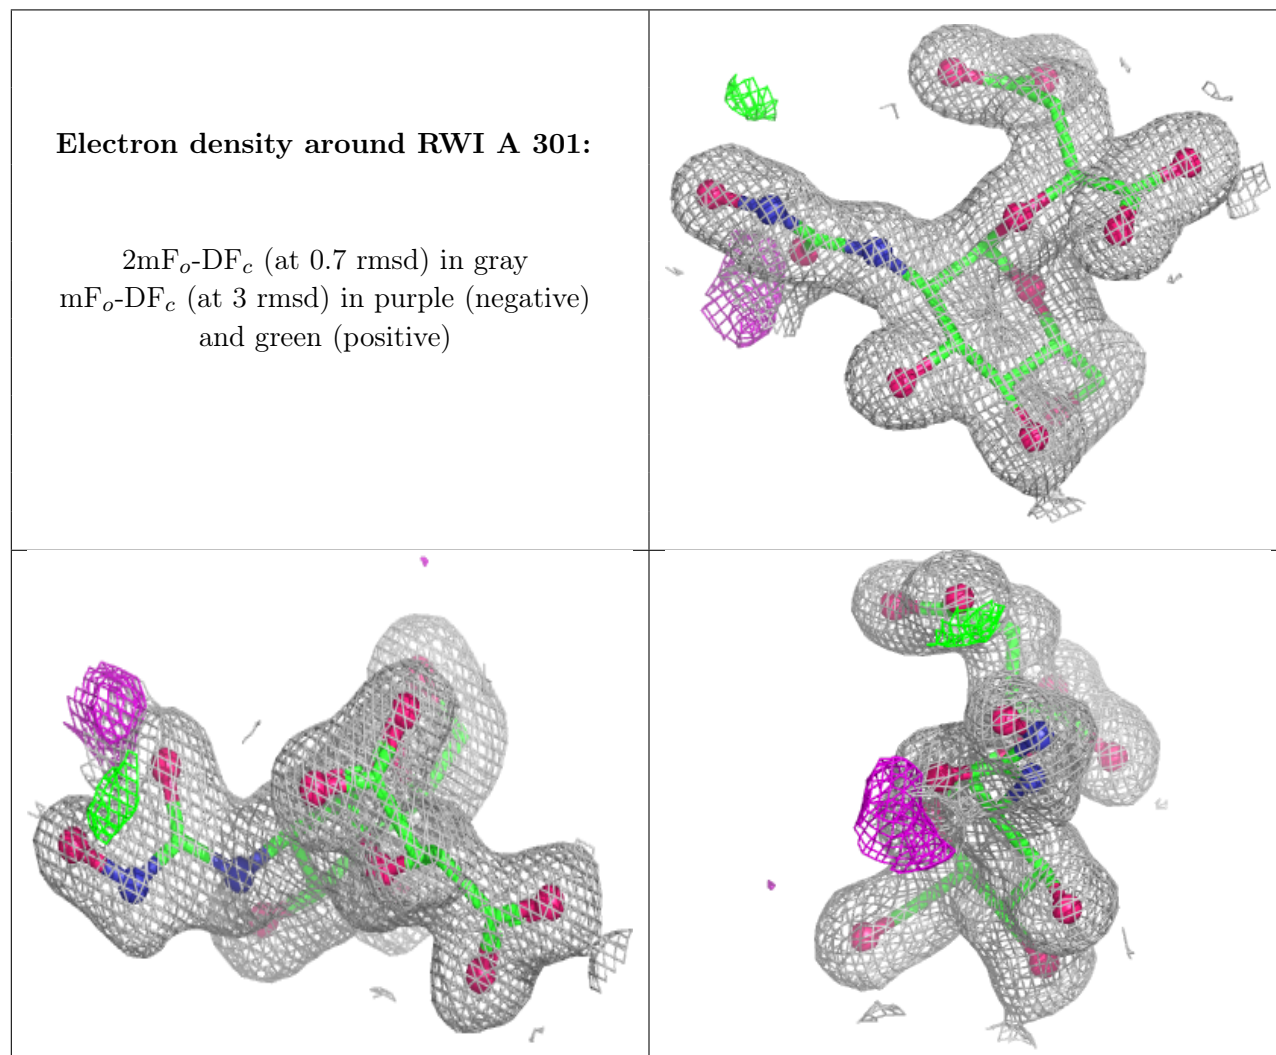 Electron density around RWI A 301:
2mFₒ-DF𝒸 (at 0.7 rmsd) in gray
mFₒ-DF𝒸 (at 3 rmsd) in purple (negative)
and green (positive)